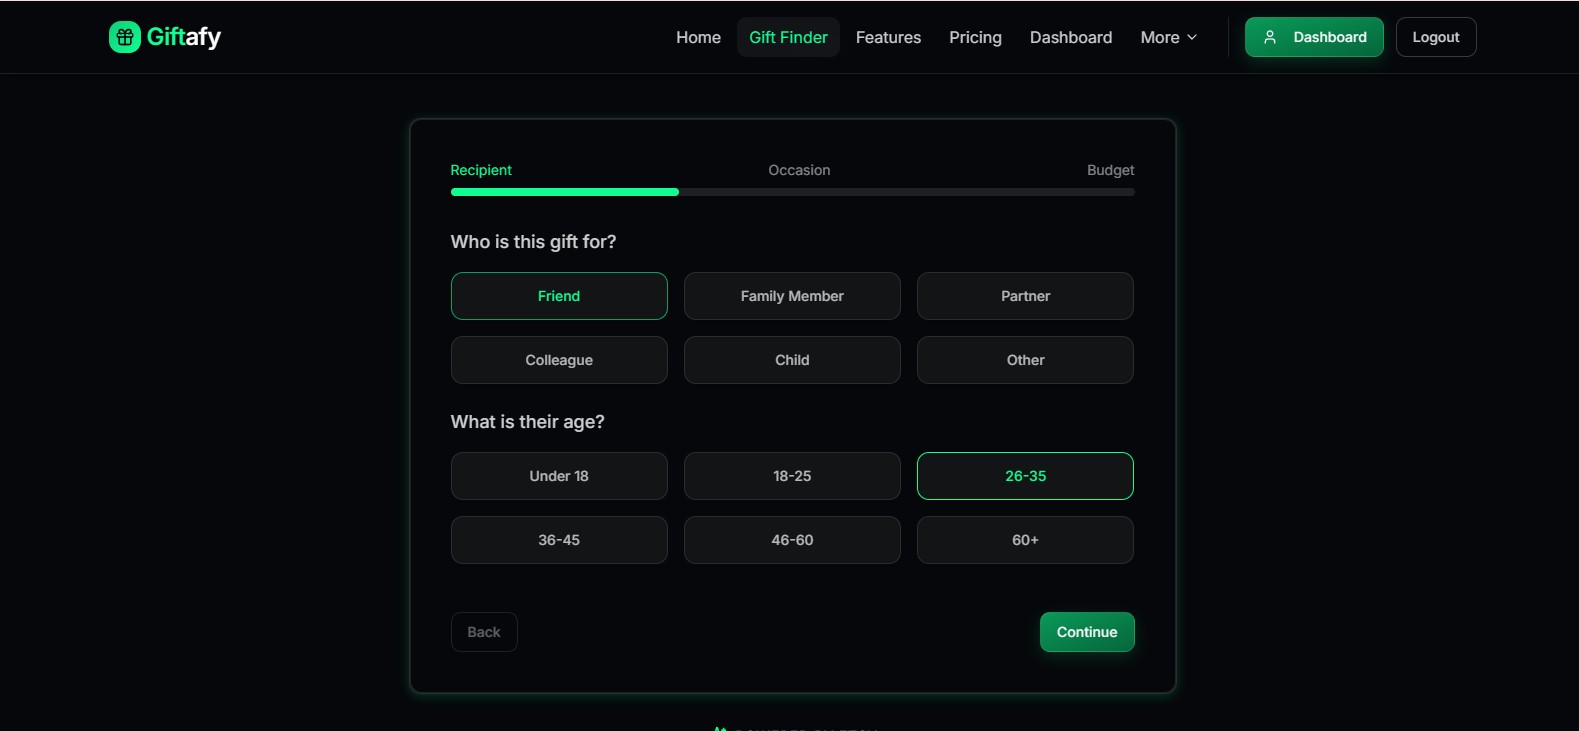 Giftafy Home Gift Finder Features Pricing Dashboard More Dashboard Logout
Recipient Occasion Budget
Who is this gift for?
Friend Family Member Partner
Colleague Child Other
What is their age?
Under 18 18-25 26-35
36-45 46-60 60+
Back Continue